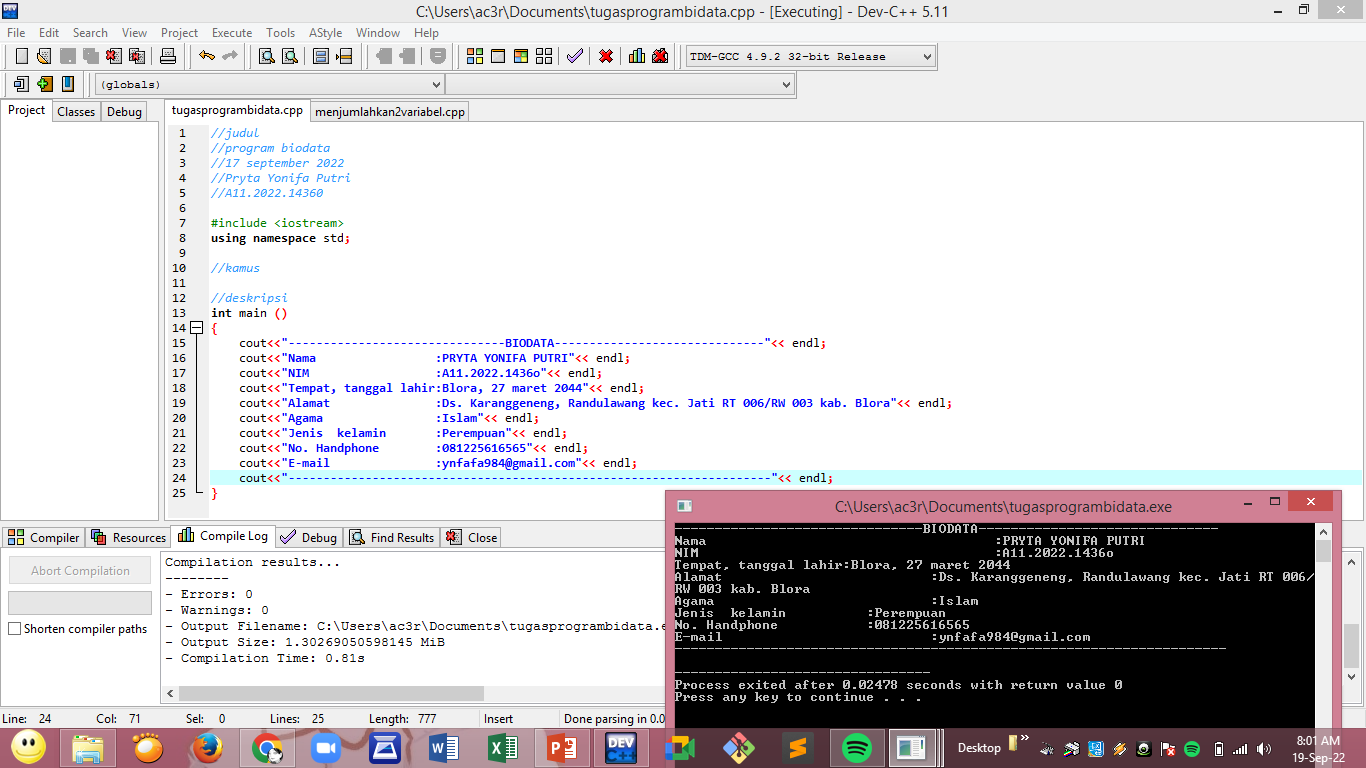 C:\Users\ac3r\Documents\tugasprogrambidata.cpp - [Executing] - Dev-C++ 5.11
File Edit Search View Project Execute Tools AStyle Window Help
TDM-GCC 4.9.2 32-bit Release
(globals)
Project Classes Debug
tugasprogrambidata.cpp menjumlahkan2variabel.cpp
1 //judul
2 //program biodata
3 //17 september 2022
4 //Pryta Yonifa Putri
5 //A11.2022.14360
6
7 #include <iostream>
8 using namespace std;
9
10 //kamus
11
12 //deskripsi
13 int main ()
14 {
15 cout<<"-------------------------------BIODATA------------------------------"<< endl;
16 cout<<"Nama :PRYTA YONIFA PUTRI"<< endl;
17 cout<<"NIM :A11.2022.1436o"<< endl;
18 cout<<"Tempat, tanggal lahir:Blora, 27 maret 2044"<< endl;
19 cout<<"Alamat :Ds. Karanggeneng, Randulawang kec. Jati RT 006/RW 003 kab. Blora"<< endl;
20 cout<<"Agama :Islam"<< endl;
21 cout<<"Jenis kelamin :Perempuan"<< endl;
22 cout<<"No. Handphone :081225616565"<< endl;
23 cout<<"E-mail :ynfafa984@gmail.com"<< endl;
24 cout<<"---------------------------------------------------------------------"<< endl;
25 }
Compiler Resources Compile Log Debug Find Results Close
Abort Compilation
Shorten compiler paths
Compilation results...
--------
- Errors: 0
- Warnings: 0
- Output Filename: C:\Users\ac3r\Documents\tugasprogrambidata.e
- Output Size: 1.30269050598145 MiB
- Compilation Time: 0.81s
C:\Users\ac3r\Documents\tugasprogrambidata.exe
-------------------------------BIODATA------------------------------
Nama :PRYTA YONIFA PUTRI
NIM :A11.2022.1436o
Tempat, tanggal lahir:Blora, 27 maret 2044
Alamat :Ds. Karanggeneng, Randulawang kec. Jati RT 006/
RW 003 kab. Blora
Agama :Islam
Jenis kelamin :Perempuan
No. Handphone :081225616565
E-mail :ynfafa984@gmail.com
---------------------------------------------------------------------
--------------------------------
Process exited after 0.02478 seconds with return value 0
Press any key to continue . . .
Line: 24 Col: 71 Sel: 0 Lines: 25 Length: 777 Insert Done parsing in 0.0
Desktop
8:01 AM
19-Sep-22